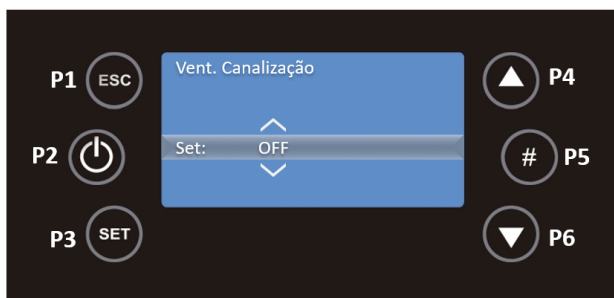 P1 ESC
P2
P3 SET
Vent. Canalização
Set: OFF
P4
# P5
P6